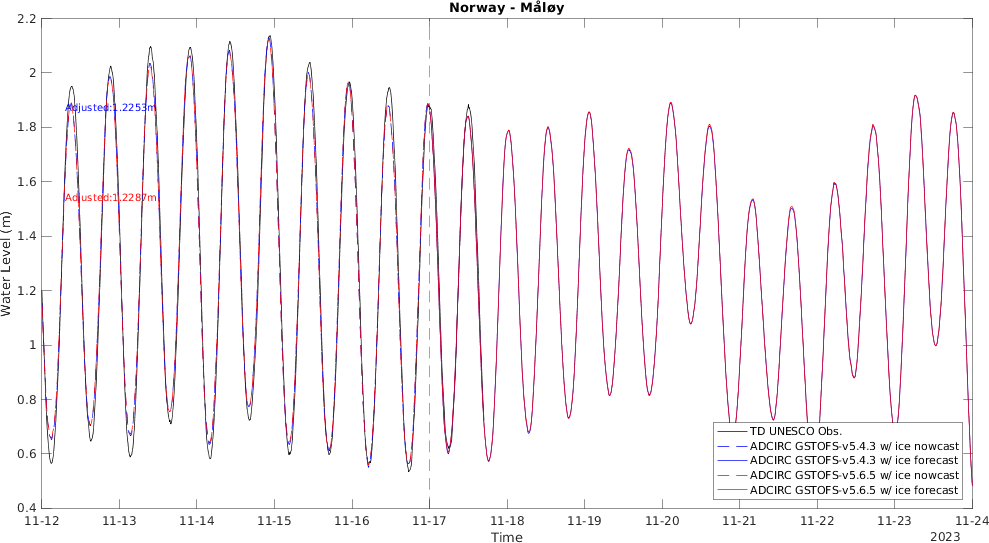 Norway - Måløy
2.2
2
1.8
1.6
1.4
1.2
1
0.8
0.6
0.4
Water Level (m)
Adjusted:1.2253m
Adjusted:1.2287m
TD UNESCO Obs.
ADCIRC GSTOFS-v5.4.3 w/ ice nowcast
ADCIRC GSTOFS-v5.4.3 w/ ice forecast
ADCIRC GSTOFS-v5.6.5 w/ ice nowcast
ADCIRC GSTOFS-v5.6.5 w/ ice forecast
11-12 11-13 11-14 11-15 11-16 11-17 11-18 11-19 11-20 11-21 11-22 11-23 11-24
Time
2023